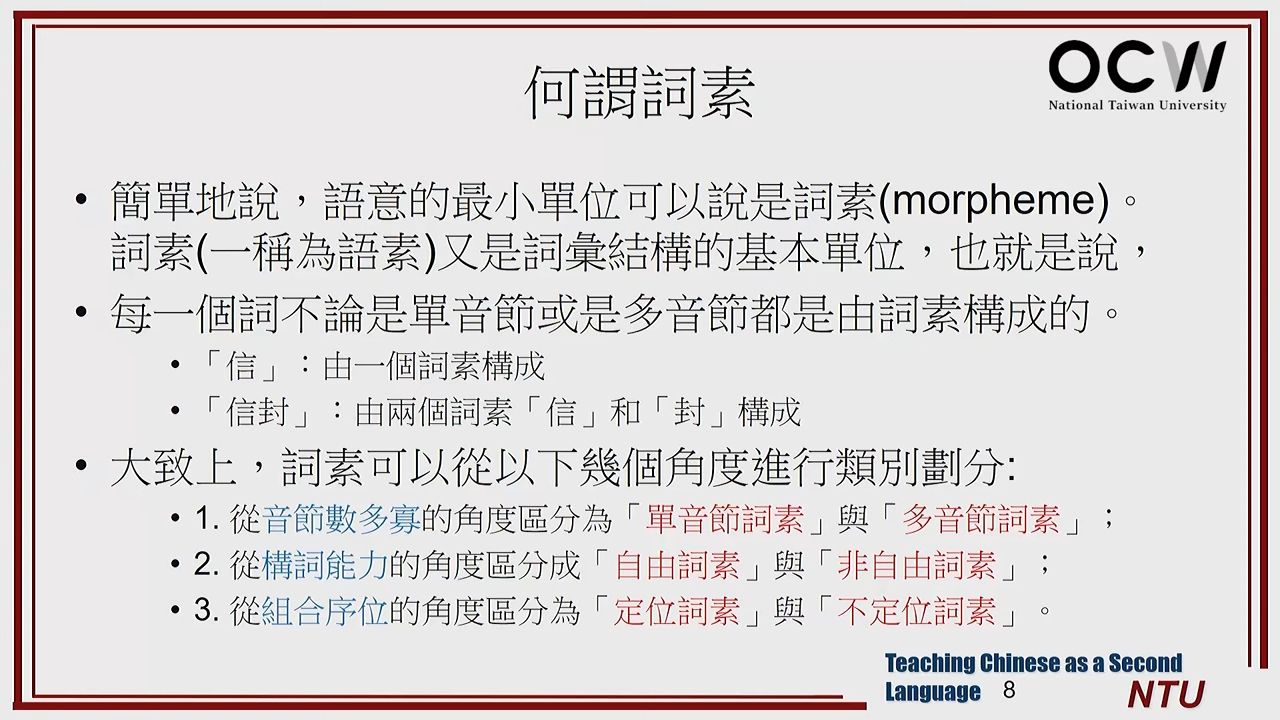 OCW
National Taiwan University
何謂詞素
• 簡單地說，語意的最小單位可以說是詞素(morpheme)。
詞素(一稱為語素)又是詞彙結構的基本單位，也就是說，
• 每一個詞不論是單音節或是多音節都是由詞素構成的。
• 「信」：由一個詞素構成
• 「信封」：由兩個詞素「信」和「封」構成
• 大致上，詞素可以從以下幾個角度進行類別劃分:
• 1. 從音節數多寡的角度區分為「單音節詞素」與「多音節詞素」；
• 2. 從構詞能力的角度區分成「自由詞素」與「非自由詞素」；
• 3. 從組合序位的角度區分為「定位詞素」與「不定位詞素」。
Teaching Chinese as a Second
Language 8
NTU